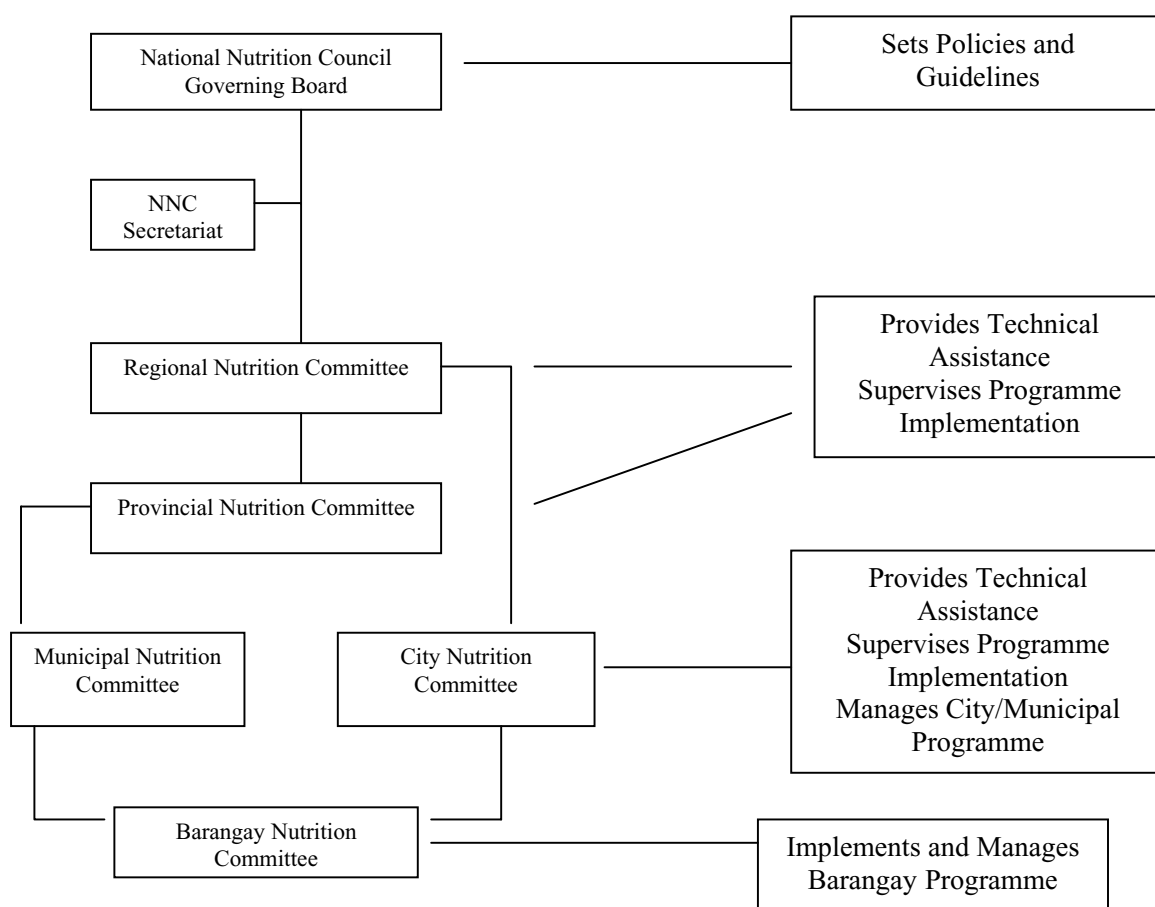 National Nutrition Council
Governing Board
Sets Policies and
Guidelines
NNC
Secretariat
Regional Nutrition Committee
Provides Technical
Assistance
Supervises Programme
Implementation
Provincial Nutrition Committee
Municipal Nutrition
Committee
City Nutrition
Committee
Provides Technical
Assistance
Supervises Programme
Implementation
Manages City/Municipal
Programme
Barangay Nutrition
Committee
Implements and Manages
Barangay Programme